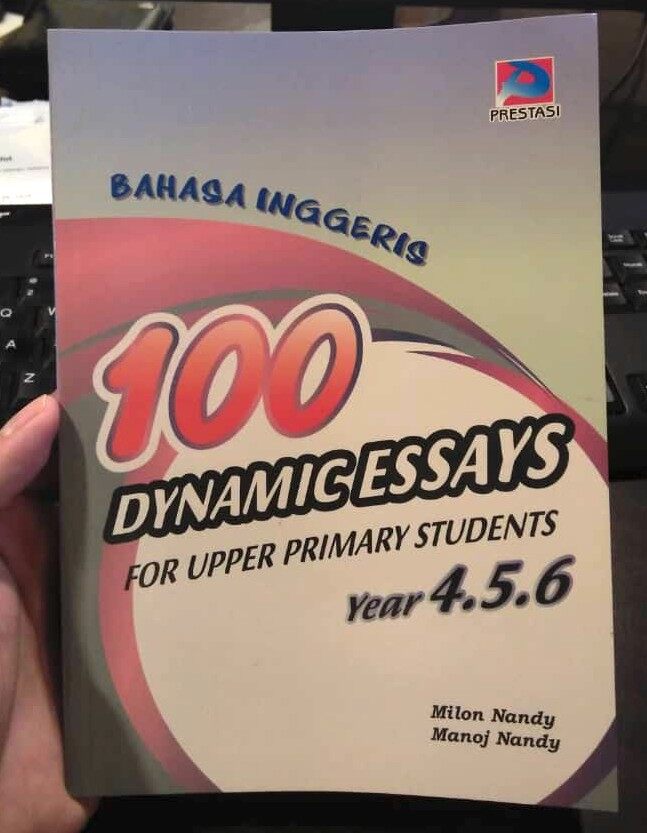 PRESTASI
BAHASA INGGERIS
100
DYNAMIC ESSAYS
FOR UPPER PRIMARY STUDENTS
Year 4.5.6
Milon Nandy
Manoj Nandy
Q
A
Z